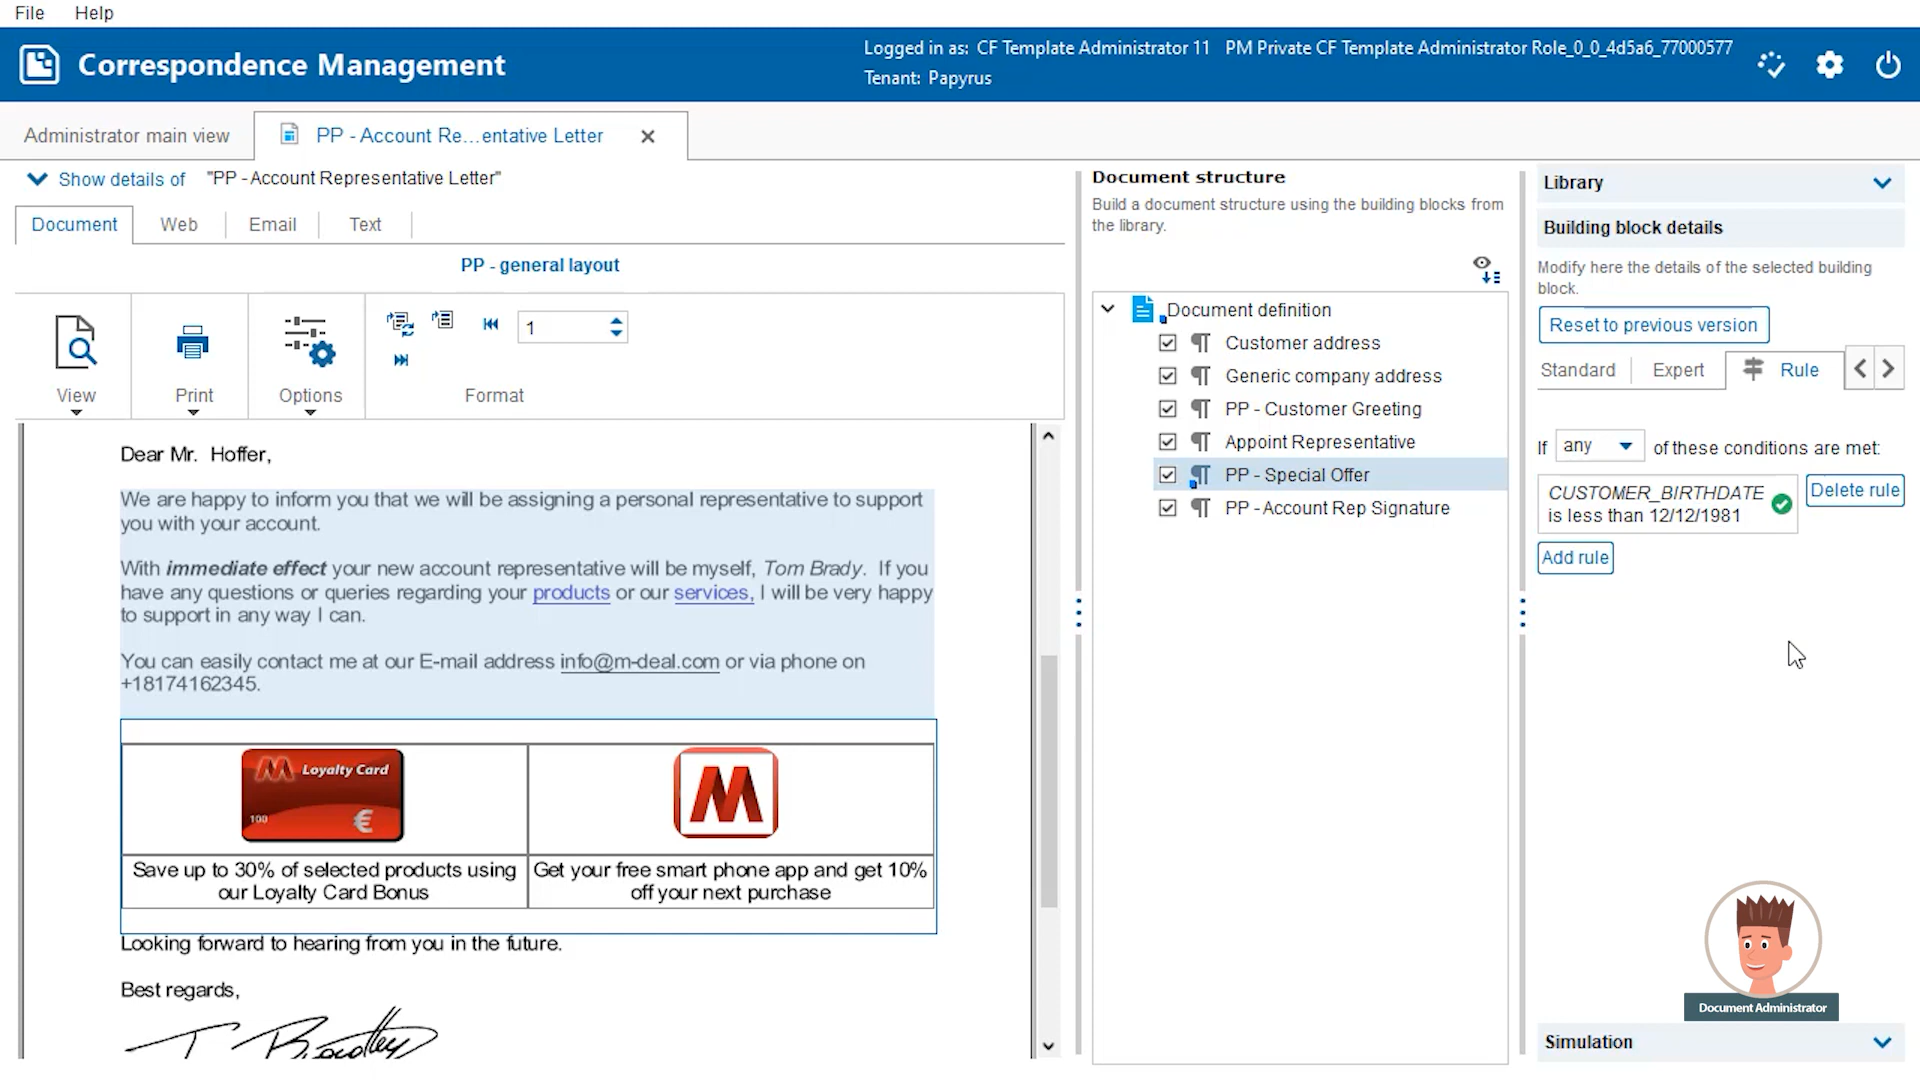 File Help
Correspondence Management
Logged in as: CF Template Administrator 11 PM Private CF Template Administrator Role_0_0_4d5a6_77000577
Tenant: Papyrus
Administrator main view
PP - Account Re...entative Letter
Show details of "PP - Account Representative Letter"
Document Web Email Text
PP - general layout
View
Print
Options
1
Format
Dear Mr. Hoffer,
We are happy to inform you that we will be assigning a personal representative to support
you with your account.
With immediate effect your new account representative will be myself, Tom Brady. If you
have any questions or queries regarding your products or our services, I will be very happy
to support in any way I can.
You can easily contact me at our E-mail address info@m-deal.com or via phone on
+18174162345.
M Loyalty Card
100 €
M
Save up to 30% of selected products using
our Loyalty Card Bonus
Get your free smart phone app and get 10%
off your next purchase
Looking forward to hearing from you in the future.
Best regards,
T Bradley
Document structure
Build a document structure using the building blocks from
the library.
Document definition
Customer address
Generic company address
PP - Customer Greeting
Appoint Representative
PP - Special Offer
PP - Account Rep Signature
Library
Building block details
Modify here the details of the selected building
block.
Reset to previous version
Standard Expert Rule
If any of these conditions are met:
CUSTOMER_BIRTHDATE
is less than 12/12/1981
Delete rule
Add rule
Document Administrator
Simulation